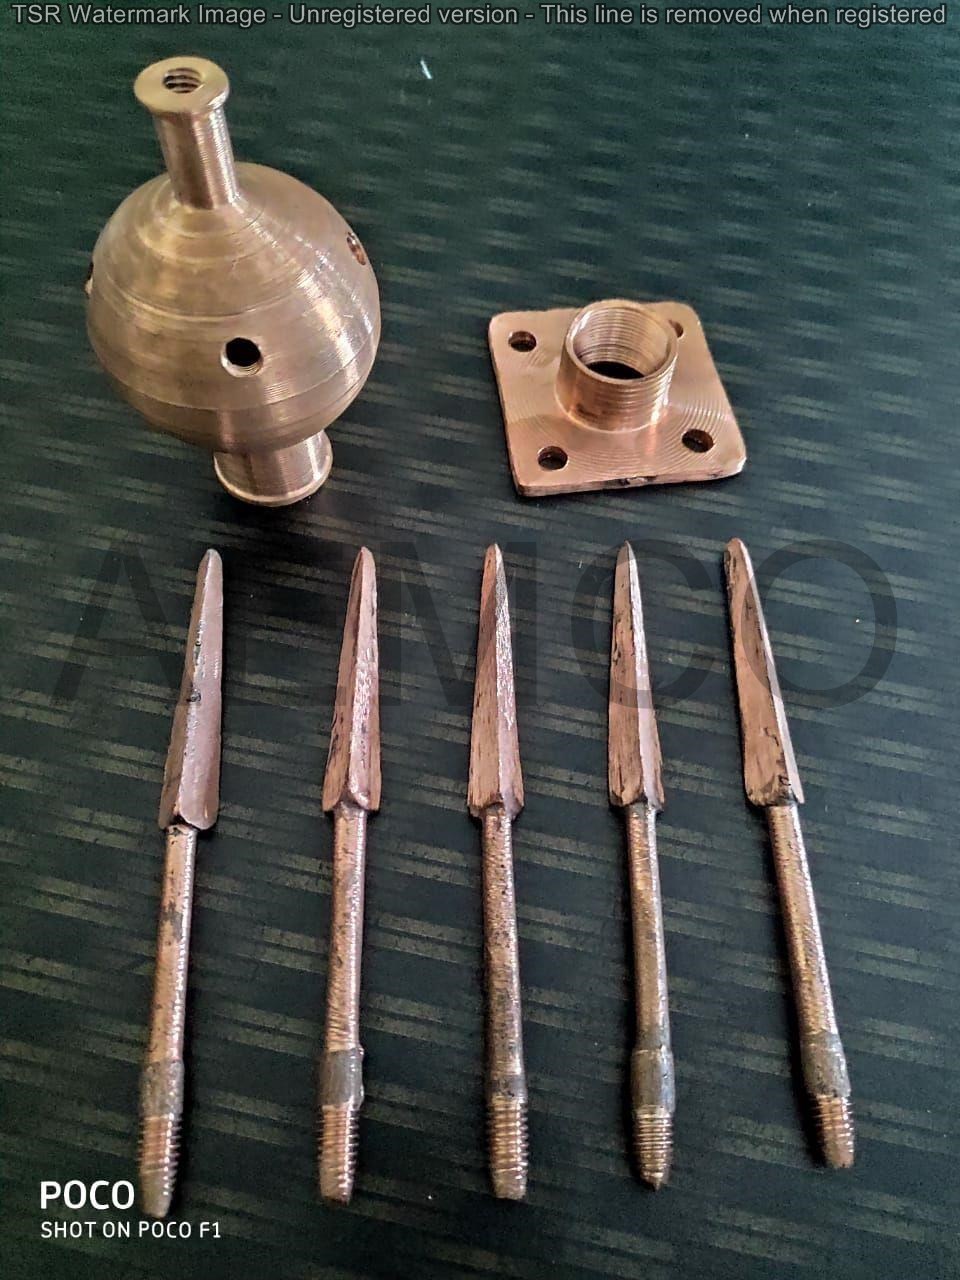 TSR Watermark Image - Unregistered version - This line is removed when registered
AEMCO
POCO
SHOT ON POCO F1